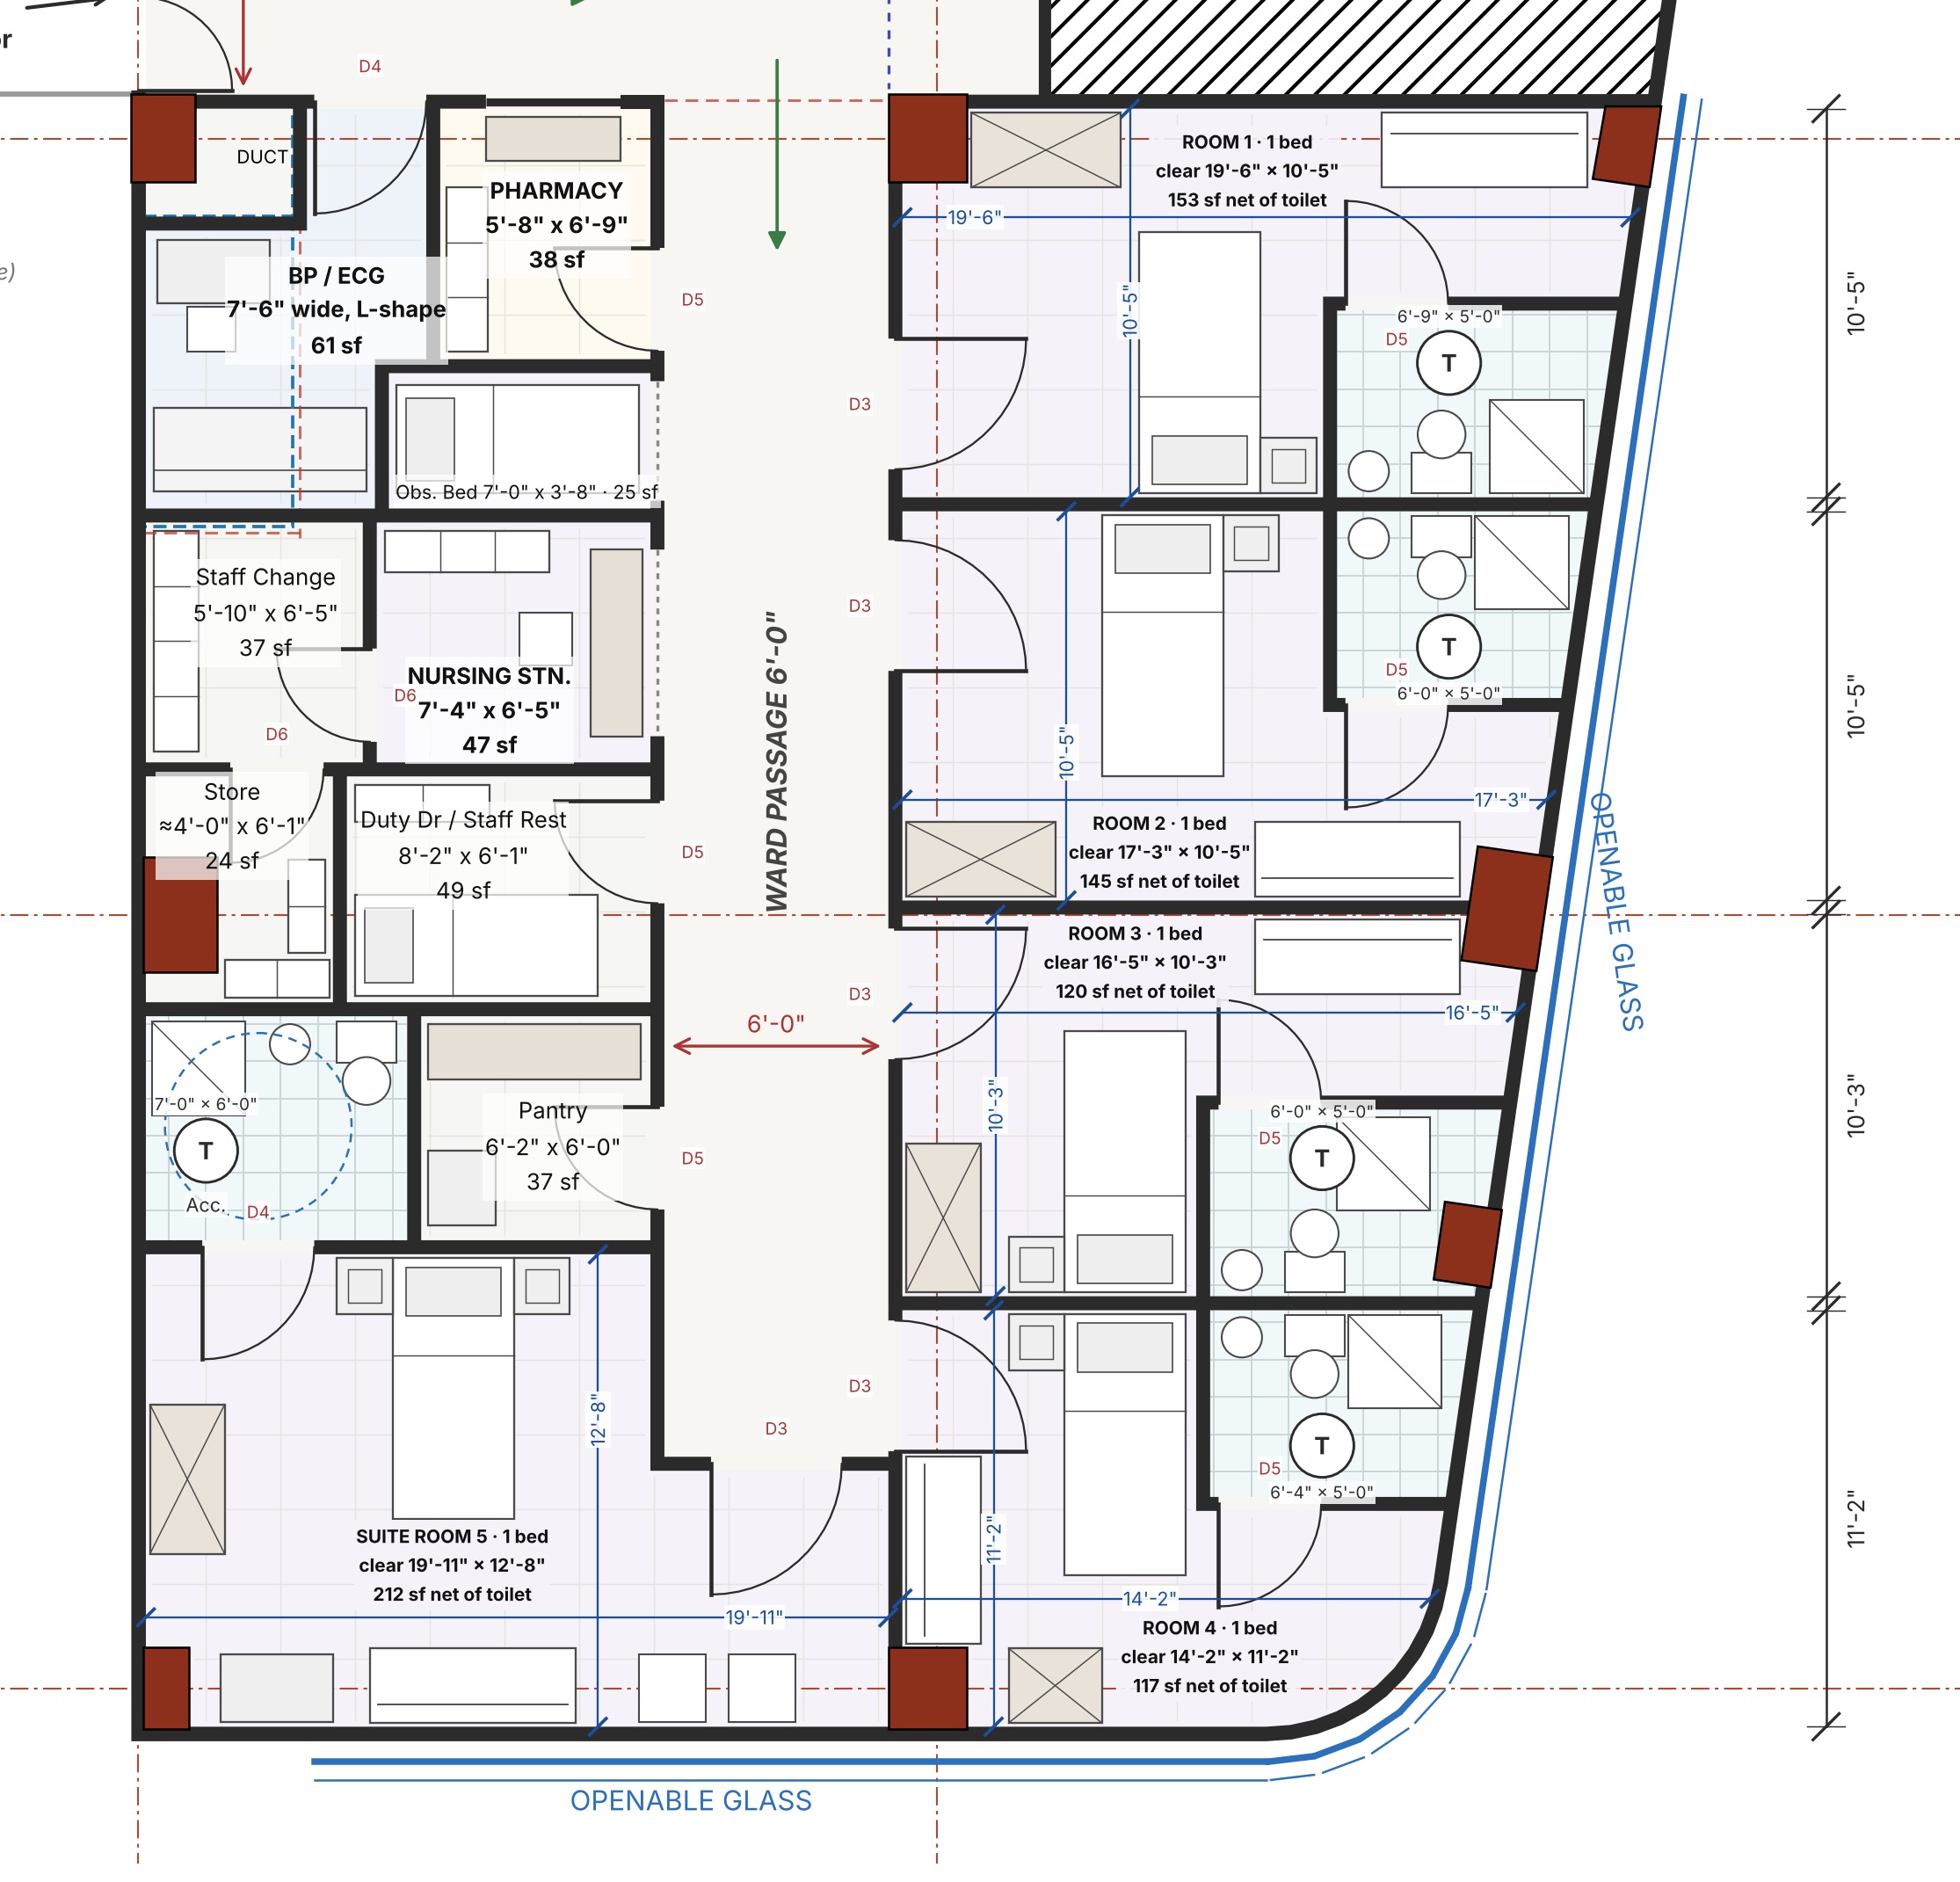 or
D4
DUCT
PHARMACY
5'-8" x 6'-9"
38 sf
D5
BP / ECG
7'-6" wide, L-shape
61 sf
Obs. Bed 7'-0" x 3'-8" · 25 sf
e)
ROOM 1 · 1 bed
clear 19'-6" × 10'-5"
153 sf net of toilet
19'-6"
10'-5"
6'-9" × 5'-0"
D5
T
D3
10'-5"
Staff Change
5'-10" x 6'-5"
37 sf
D6
NURSING STN.
7'-4" x 6'-5"
47 sf
D6
WARD PASSAGE 6'-0"
D3
T
D5
6'-0" × 5'-0"
10'-5"
17'-3"
ROOM 2 · 1 bed
clear 17'-3" × 10'-5"
145 sf net of toilet
10'-5"
Store
≈4'-0" x 6'-1"
24 sf
Duty Dr / Staff Rest
8'-2" x 6'-1"
49 sf
D5
OPENABLE GLASS
ROOM 3 · 1 bed
clear 16'-5" × 10'-3"
120 sf net of toilet
D3
16'-5"
6'-0"
10'-3"
6'-0" × 5'-0"
D5
T
10'-3"
7'-0" × 6'-0"
T
Acc.
D4
Pantry
6'-2" x 6'-0"
37 sf
D5
12'-8"
D3
D3
T
D5
6'-4" × 5'-0"
11'-2"
11'-2"
SUITE ROOM 5 · 1 bed
clear 19'-11" × 12'-8"
212 sf net of toilet
19'-11"
14'-2"
ROOM 4 · 1 bed
clear 14'-2" × 11'-2"
117 sf net of toilet
OPENABLE GLASS